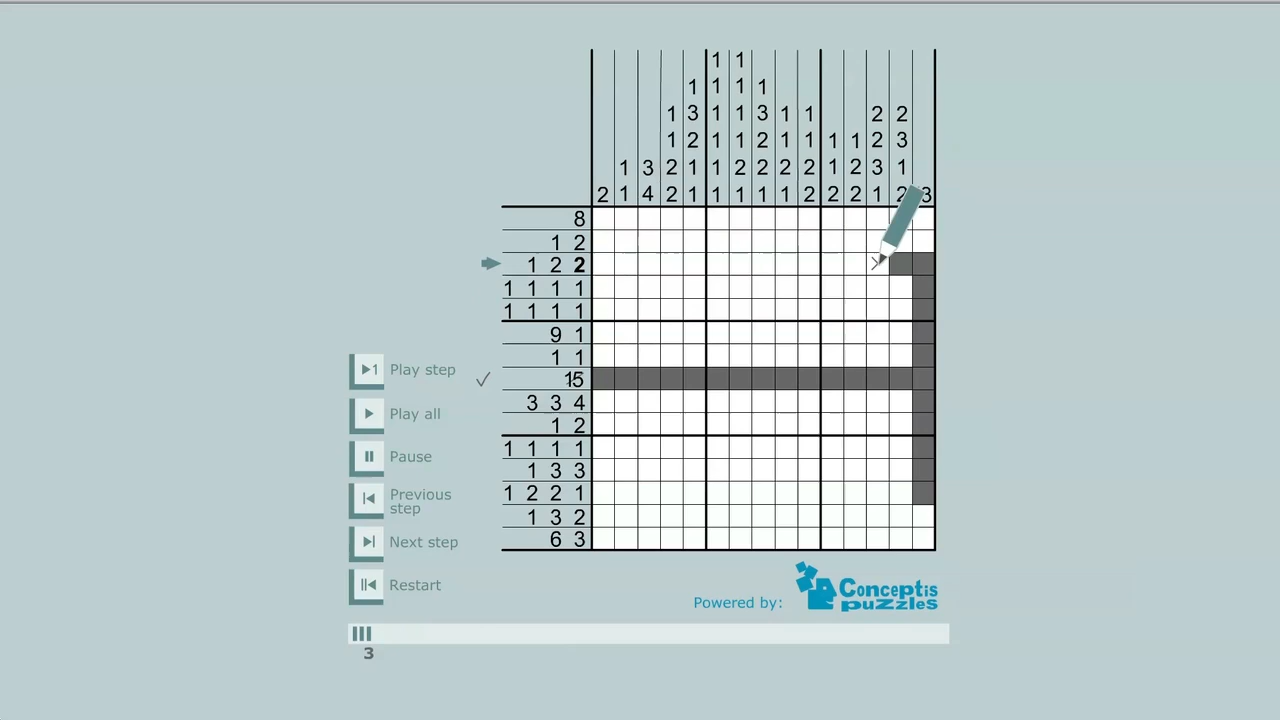 1 1
1 1 1 1
1 3 1 1 3 1 1 2 2
1 2 1 1 2 1 1 1 1 2 3
1 3 2 1 1 2 2 2 2 1 2 3 1
2 1 4 2 1 1 2 1 1 2 2 2 1 2 3
8
1 2
1 2 2
1 1 1 1
1 1 1 1
9 1
1 1
15
3 3 4
1 2
1 1 1 1
1 3 3
1 2 2 1
1 3 2
6 3
Play step
Play all
Pause
Previous
step
Next step
Restart
Powered by:
Conceptis
puzzles
3